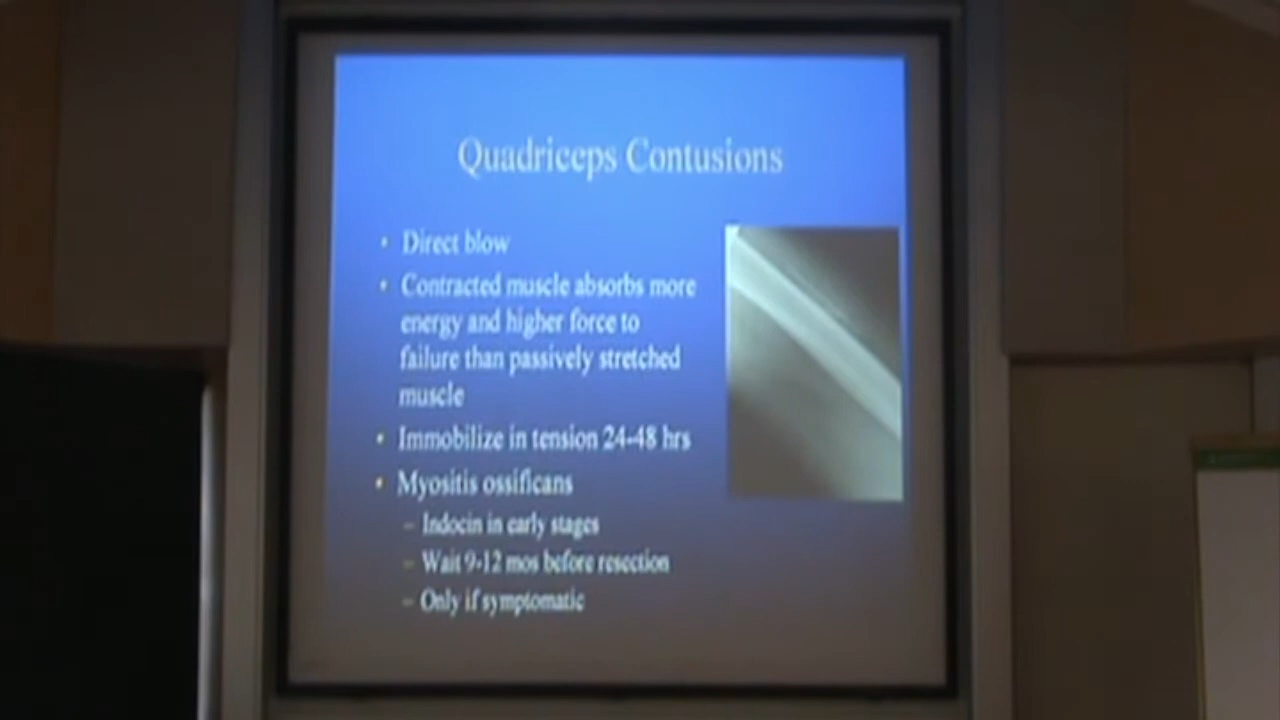 Quadriceps Contusions
• Direct blow
• Contracted muscle absorbs more
energy and higher force to
failure than passively stretched
muscle
• Immobilize in tension 24-48 hrs
• Myositis ossificans
– Indocin in early stages
– Wait 9-12 mos before resection
– Only if symptomatic